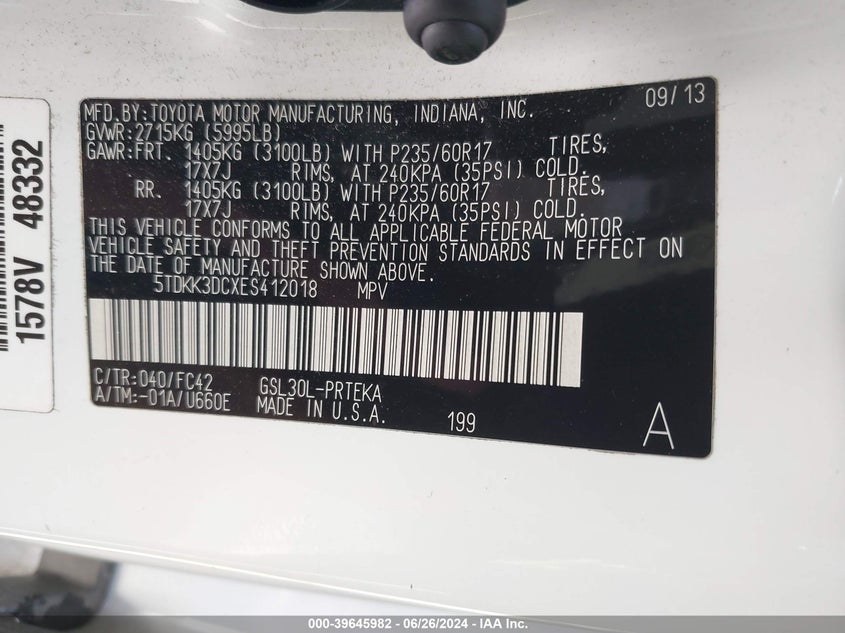 MFD.BY:TOYOTA MOTOR MANUFACTURING, INDIANA, INC. 09/13
GVWR:2715KG (5995LB)
GAWR:FRT. 1405KG (3100LB) WITH P235/60R17 TIRES,
17X7J RIMS, AT 240KPA (35PSI) COLD.
RR. 1405KG (3100LB) WITH P235/60R17 TIRES,
17X7J RIMS, AT 240KPA (35PSI) COLD.
THIS VEHICLE CONFORMS TO ALL APPLICABLE FEDERAL MOTOR
VEHICLE SAFETY AND THEFT PREVENTION STANDARDS IN EFFECT ON
THE DATE OF MANUFACTURE SHOWN ABOVE.
5TDKK3DCXES412018 MPV
C/TR:040/FC42 GSL30L-PRTEKA
A/TM:-01A/U660E MADE IN U.S.A. 199 A
1578V 48332
000-39645982 / 06/26/2024 - IAA Inc.